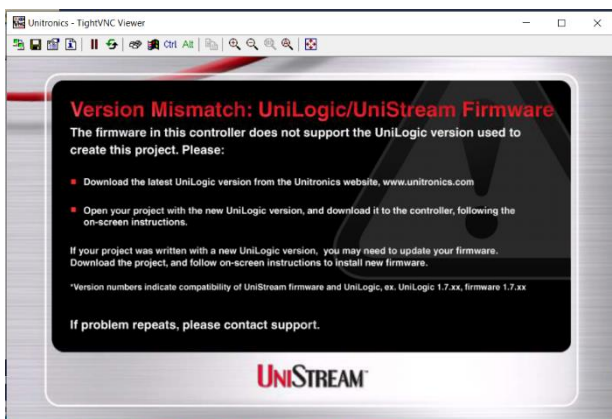 Unitronics - TightVNC Viewer
Ctrl Alt
Version Mismatch: UniLogic/UniStream Firmware
The firmware in this controller does not support the UniLogic version used to
create this project. Please:
Download the latest UniLogic version from the Unitronics website, www.unitronics.com
Open your project with the new UniLogic version, and download it to the controller, following the
on-screen instructions.
If your project was written with a new UniLogic version, you may need to update your firmware.
Download the project, and follow on-screen instructions to install new firmware.
*Version numbers indicate compatibility of UniStream firmware and UniLogic, ex. UniLogic 1.7.xx, firmware 1.7.xx
If problem repeats, please contact support.
UNISTREAM™